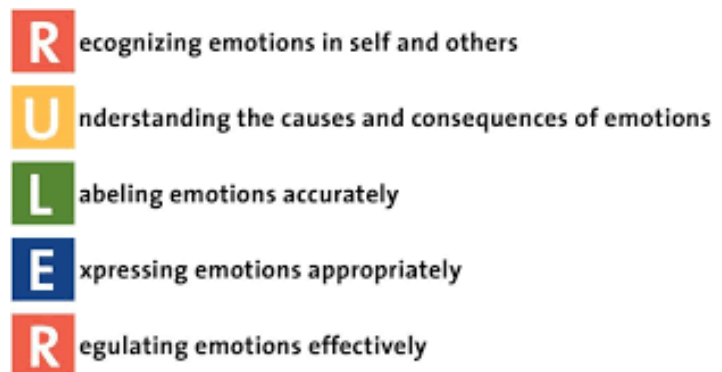 Recognizing emotions in self and others
Understanding the causes and consequences of emotions
Labeling emotions accurately
Expressing emotions appropriately
Regulating emotions effectively